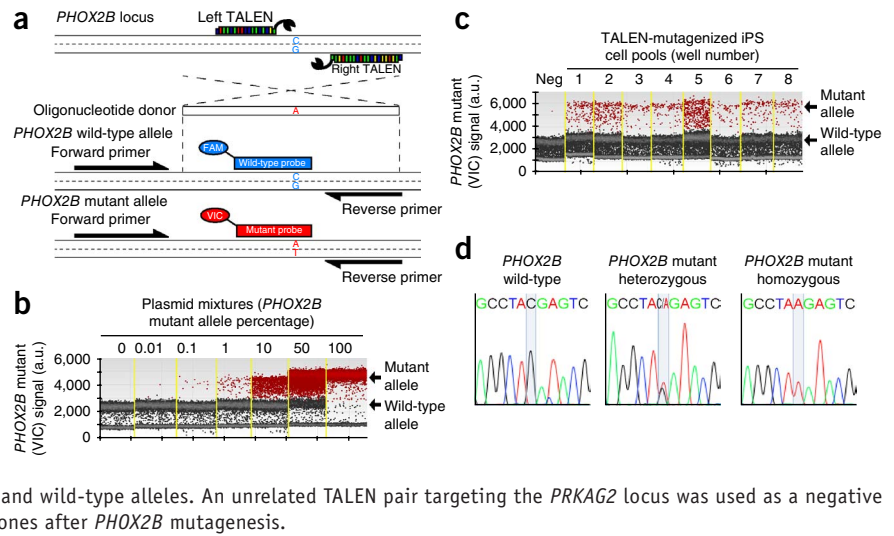 a
PHOX2B locus
Left TALEN
C
G
Right TALEN
Oligonucleotide donor
A
PHOX2B wild-type allele
Forward primer
FAM
Wild-type probe
C
G
Reverse primer
PHOX2B mutant allele
Forward primer
VIC
Mutant probe
A
T
Reverse primer
b
Plasmid mixtures (PHOX2B
mutant allele percentage)
0 0.01 0.1 1 10 50 100
PHOX2B mutant
(VIC) signal (a.u.)
6,000
4,000
2,000
0
Mutant
allele
Wild-type
allele
c
TALEN-mutagenized iPS
cell pools (well number)
Neg 1 2 3 4 5 6 7 8
PHOX2B mutant
(VIC) signal (a.u.)
6,000
4,000
2,000
0
Mutant
allele
Wild-type
allele
d
PHOX2B
wild-type
GCCTACGAGTC
PHOX2B mutant
heterozygous
GCCTACAGAGTC
PHOX2B mutant
homozygous
GCCTAAGAGTC
and wild-type alleles. An unrelated TALEN pair targeting the PRKAG2 locus was used as a negative
ones after PHOX2B mutagenesis.